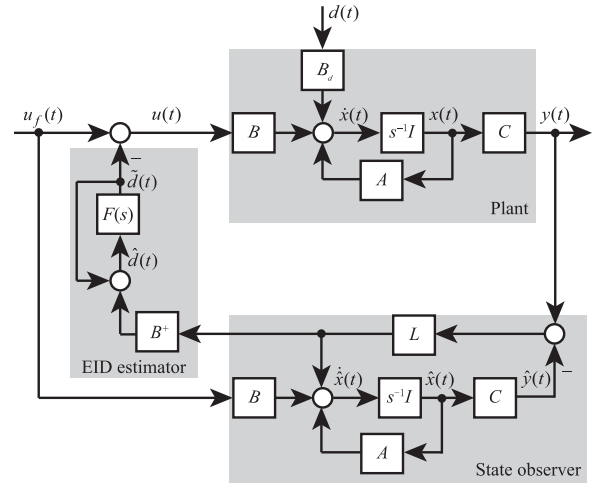 d(t)
B_d
u_f(t)
u(t)
B
ẋ(t)
s⁻¹I
x(t)
C
y(t)
−
d̃(t)
A
F(s)
Plant
d̂(t)
B⁺
L
EID estimator
−
B
x̂̇(t)
s⁻¹I
x̂(t)
C
ŷ(t)
A
State observer